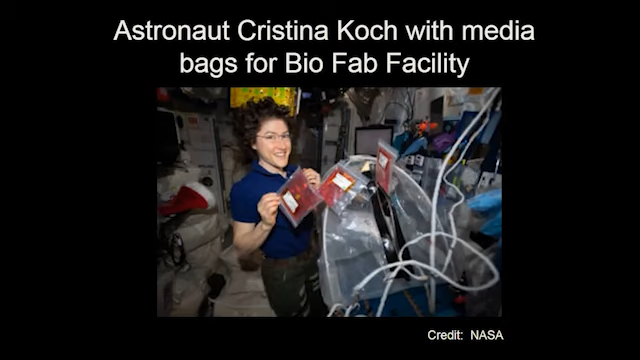 Astronaut Cristina Koch with media
bags for Bio Fab Facility
Credit: NASA